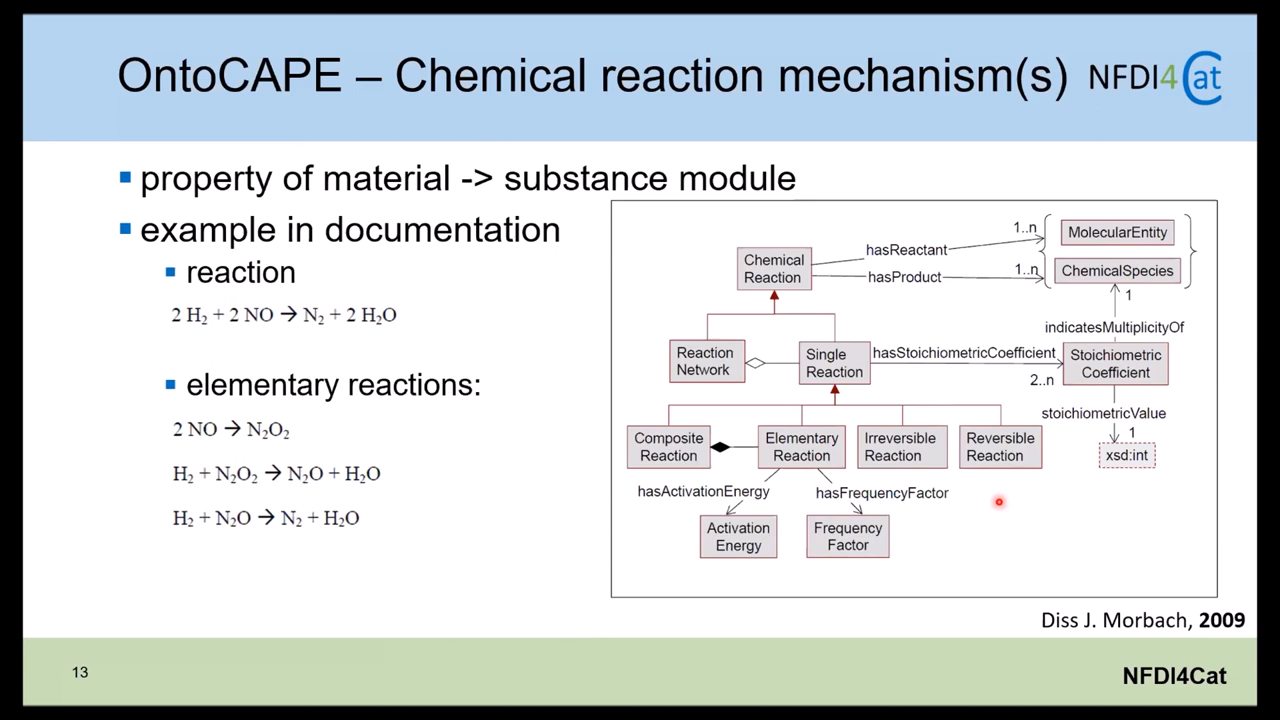 OntoCAPE – Chemical reaction mechanism(s)
NFDI4Cat
property of material -> substance module
example in documentation
reaction
2 H₂ + 2 NO → N₂ + 2 H₂O
elementary reactions:
2 NO → N₂O₂
H₂ + N₂O₂ → N₂O + H₂O
H₂ + N₂O → N₂ + H₂O
Chemical
Reaction
hasReactant
1..n
MolecularEntity
hasProduct
1..n
ChemicalSpecies
1
indicatesMultiplicityOf
Reaction
Network
Single
Reaction
hasStoichiometricCoefficient
2..n
Stoichiometric
Coefficient
stoichiometricValue
1
xsd:int
Composite
Reaction
Elementary
Reaction
Irreversible
Reaction
Reversible
Reaction
hasActivationEnergy
hasFrequencyFactor
Activation
Energy
Frequency
Factor
Diss J. Morbach, 2009
13
NFDI4Cat